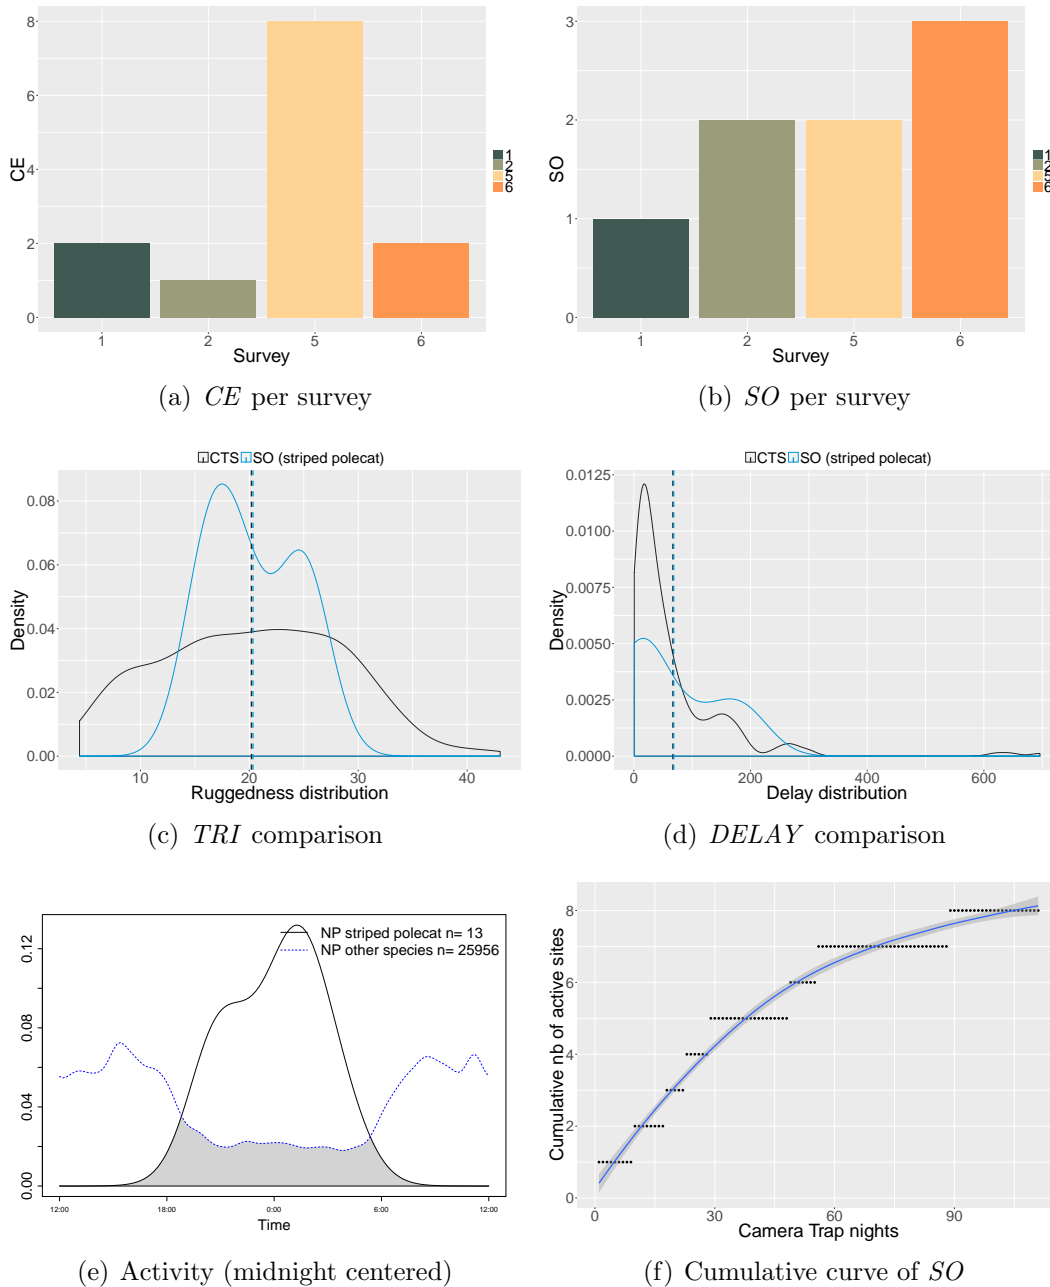 8
6
4
2
0
CE
1
2
5
6
Survey
1
2
5
6
(a) CE per survey
3
2
1
0
SO
1
2
5
6
Survey
1
2
5
6
(b) SO per survey
CTS SO (striped polecat)
0.08
0.06
0.04
0.02
0.00
Density
10 20 30 40
Ruggedness distribution
(c) TRI comparison
CTS SO (striped polecat)
0.0125
0.0100
0.0075
0.0050
0.0025
0.0000
Density
0 200 400 600
Delay distribution
(d) DELAY comparison
0.12
0.08
0.04
0.00
NP striped polecat n= 13
NP other species n= 25956
12:00 18:00 0:00 6:00 12:00
Time
(e) Activity (midnight centered)
8
6
4
2
0
Cumulative nb of active sites
0 30 60 90
Camera Trap nights
(f) Cumulative curve of SO